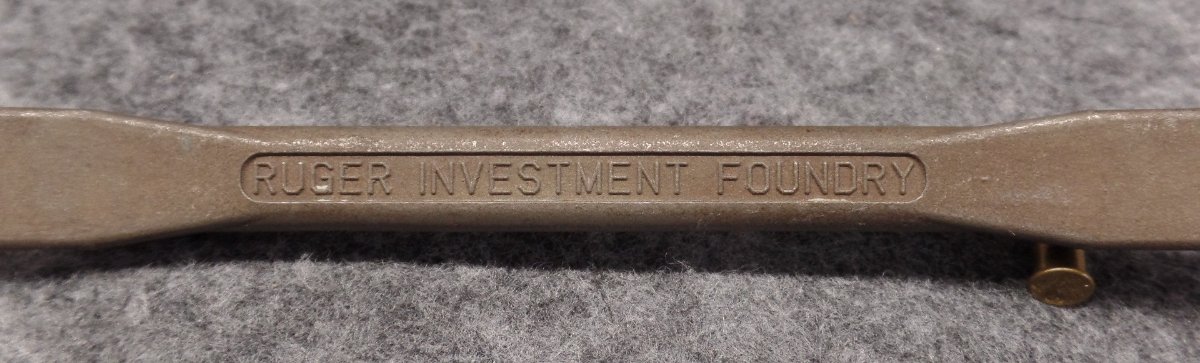 RUGER INVESTMENT FOUNDRY